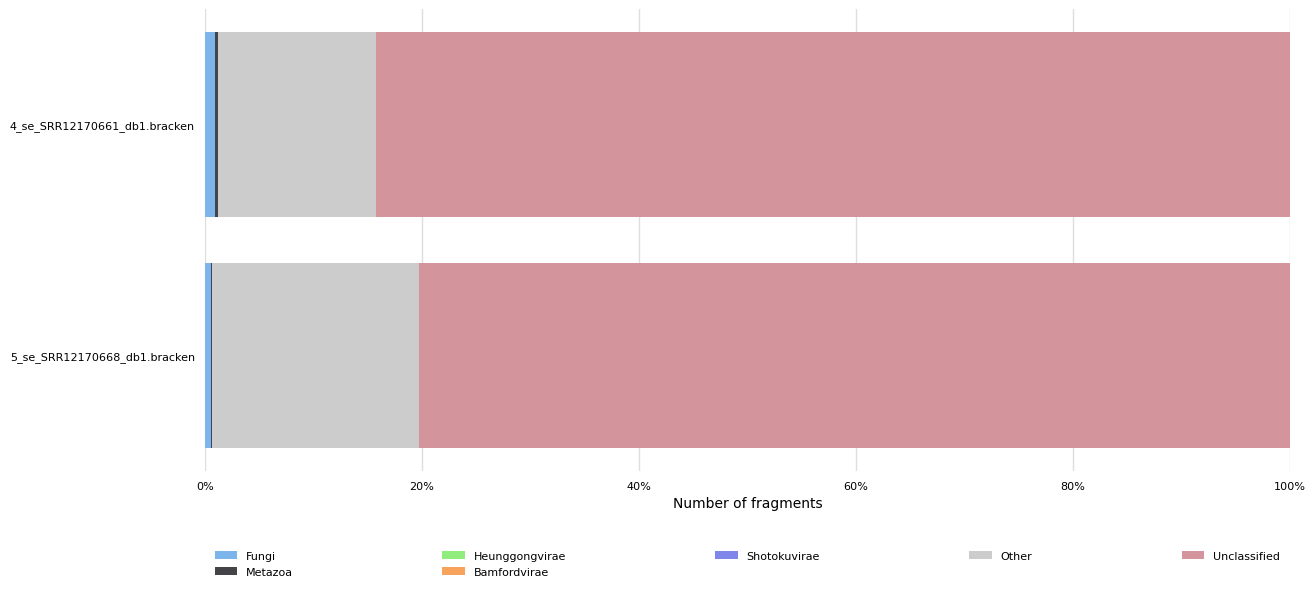 4_se_SRR12170661_db1.bracken
5_se_SRR12170668_db1.bracken
0% 20% 40% 60% 80% 100%
Number of fragments
Fungi Heunggongvirae Shotokuvirae Other Unclassified
Metazoa Bamfordvirae